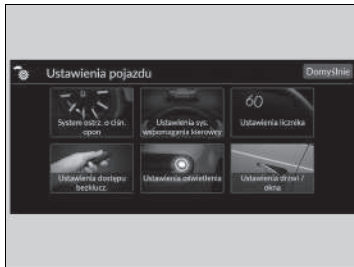 Ustawienia pojazdu
Domyślnie
System ostrz. o ciśn.
opon
Ustawienia sys.
wspomagania kierowcy
60
Ustawienia licznika
Ustawienia dostępu
bezklucz.
Ustawienia oświetlenia
Ustawienia drzwi /
okna